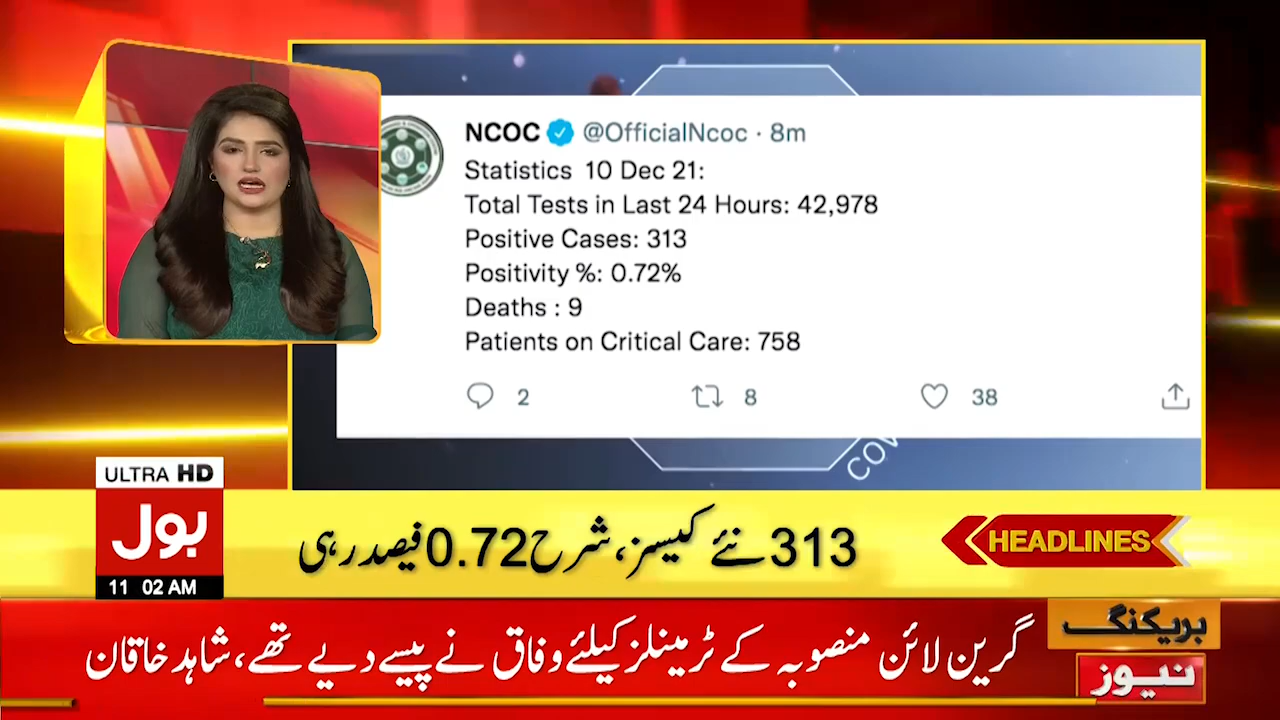 NCOC @OfficialNcoc · 8m
Statistics 10 Dec 21:
Total Tests in Last 24 Hours: 42,978
Positive Cases: 313
Positivity %: 0.72%
Deaths : 9
Patients on Critical Care: 758
2 8 38
COV
ULTRA HD
بول
11 02 AM
313 نئے کیسز، شرح 0.72 فیصد رہی
HEADLINES
بریکنگ
نیوز
گرین لائن منصوبہ کے ٹرمینلز کیلئے وفاق نے پیسے دیے تھے، شاہد خاقان